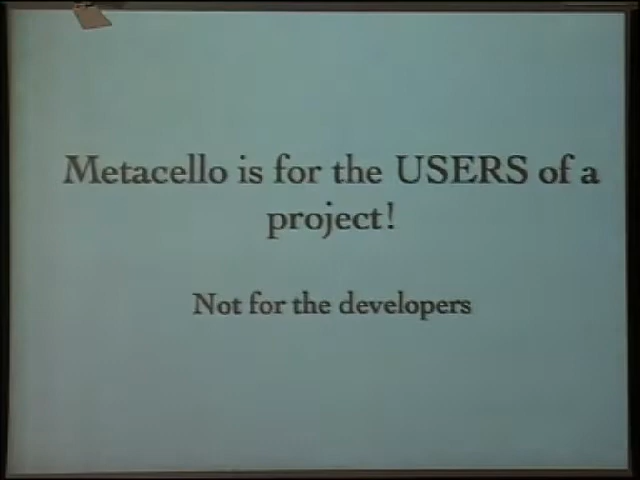 Metacello is for the USERS of a
project!
Not for the developers